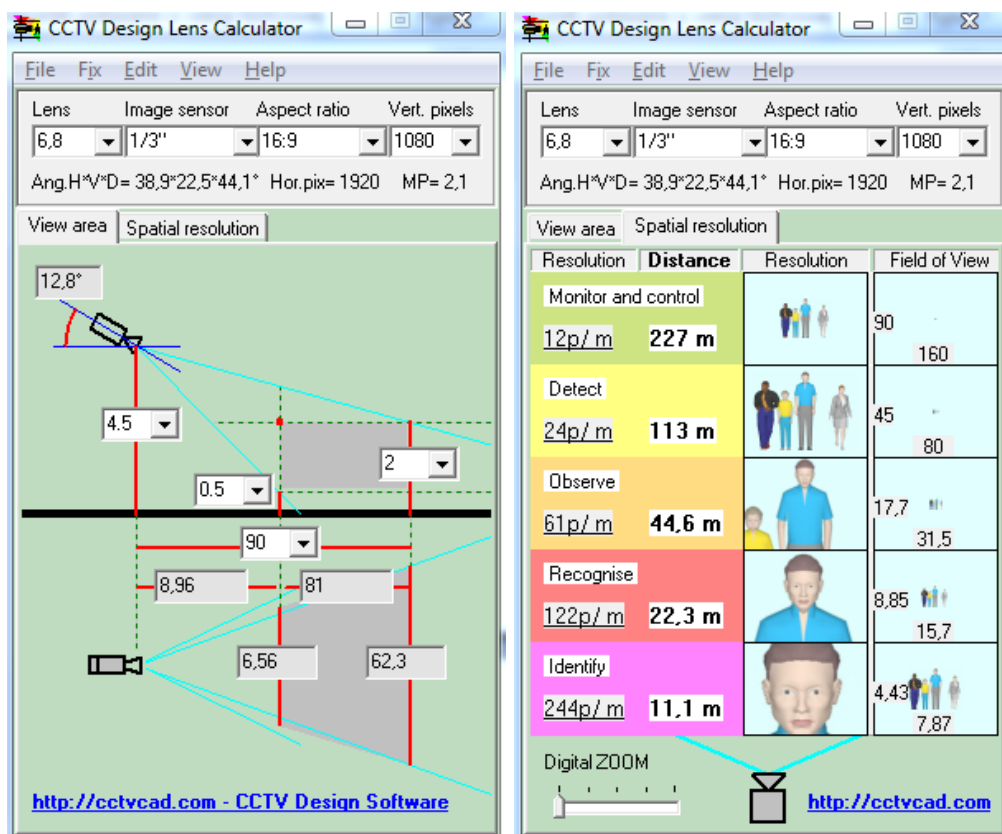 CCTV Design Lens Calculator
File Fix Edit View Help
Lens Image sensor Aspect ratio Vert. pixels
6,8 1/3" 16:9 1080
Ang.H*V*D= 38,9*22,5*44,1° Hor.pix= 1920 MP= 2,1
View area Spatial resolution
12,8°
4.5
2
0.5
90
8,96 81
6,56 62,3
http://cctvcad.com - CCTV Design Software
CCTV Design Lens Calculator
File Fix Edit View Help
Lens Image sensor Aspect ratio Vert. pixels
6,8 1/3" 16:9 1080
Ang.H*V*D= 38,9*22,5*44,1° Hor.pix= 1920 MP= 2,1
View area Spatial resolution
Resolution Distance Resolution Field of View
Monitor and control
12p/ m 227 m
90
160
Detect
24p/ m 113 m
45
80
Observe
61p/ m 44,6 m
17,7
31,5
Recognise
122p/ m 22,3 m
8,85
15,7
Identify
244p/ m 11,1 m
4,43
7,87
Digital ZOOM
http://cctvcad.com